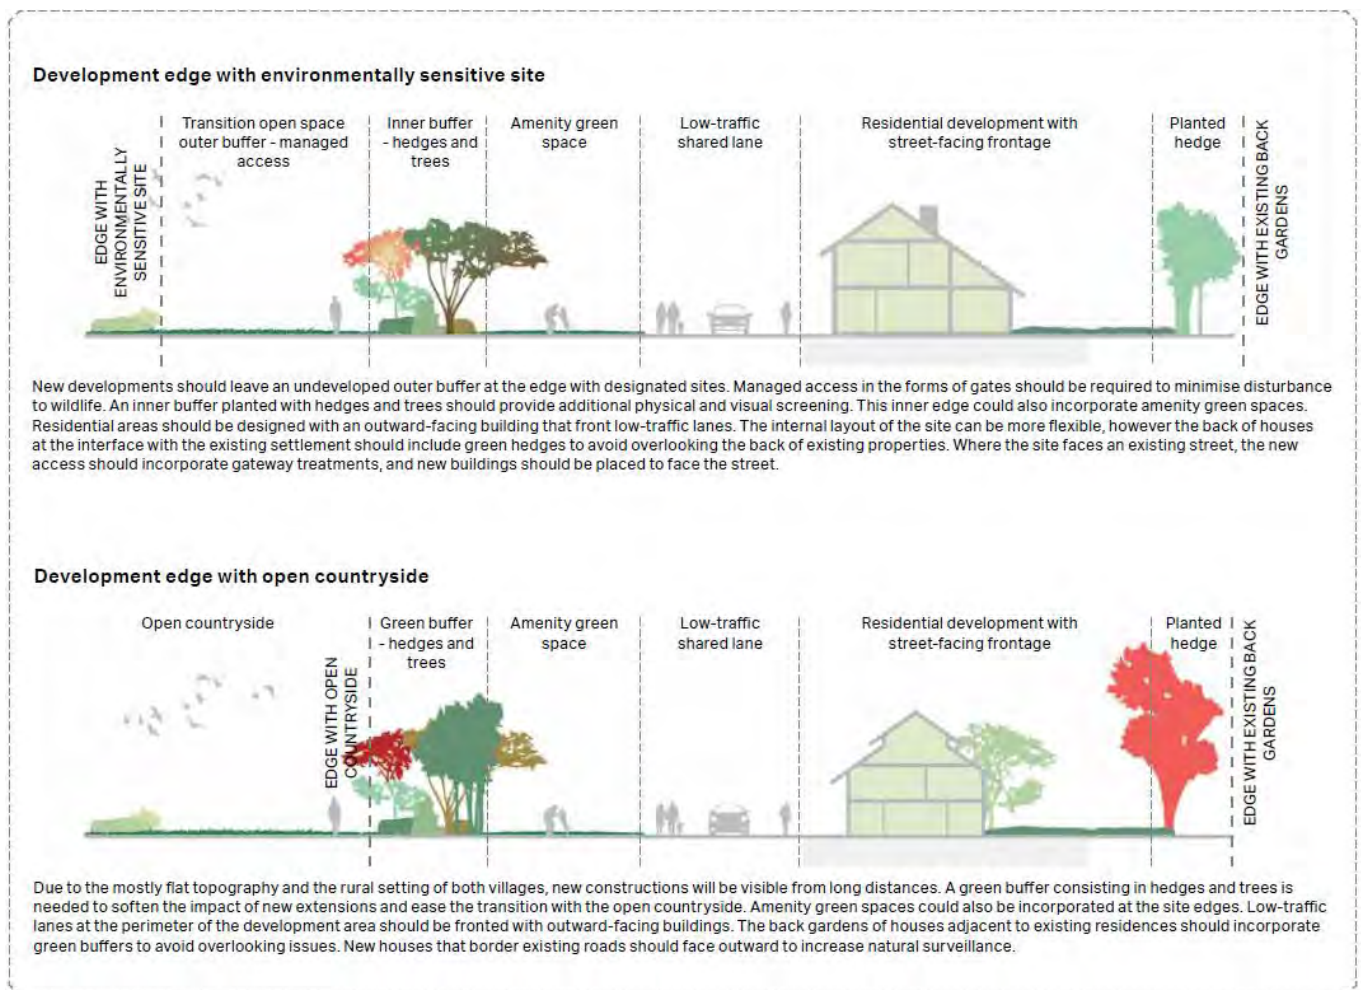 Development edge with environmentally sensitive site
EDGE WITH
ENVIRONMENTALLY
SENSITIVE SITE
Transition open space
outer buffer - managed
access
Inner buffer
- hedges and
trees
Amenity green
space
Low-traffic
shared lane
Residential development with
street-facing frontage
Planted
hedge
EDGE WITH EXISTING BACK
GARDENS
New developments should leave an undeveloped outer buffer at the edge with designated sites. Managed access in the forms of gates should be required to minimise disturbance
to wildlife. An inner buffer planted with hedges and trees should provide additional physical and visual screening. This inner edge could also incorporate amenity green spaces.
Residential areas should be designed with an outward-facing building that front low-traffic lanes. The internal layout of the site can be more flexible, however the back of houses
at the interface with the existing settlement should include green hedges to avoid overlooking the back of existing properties. Where the site faces an existing street, the new
access should incorporate gateway treatments, and new buildings should be placed to face the street.
Development edge with open countryside
Open countryside
EDGE WITH OPEN
COUNTRYSIDE
Green buffer
- hedges and
trees
Amenity green
space
Low-traffic
shared lane
Residential development with
street-facing frontage
Planted
hedge
EDGE WITH EXISTING BACK
GARDENS
Due to the mostly flat topography and the rural setting of both villages, new constructions will be visible from long distances. A green buffer consisting in hedges and trees is
needed to soften the impact of new extensions and ease the transition with the open countryside. Amenity green spaces could also be incorporated at the site edges. Low-traffic
lanes at the perimeter of the development area should be fronted with outward-facing buildings. The back gardens of houses adjacent to existing residences should incorporate
green buffers to avoid overlooking issues. New houses that border existing roads should face outward to increase natural surveillance.